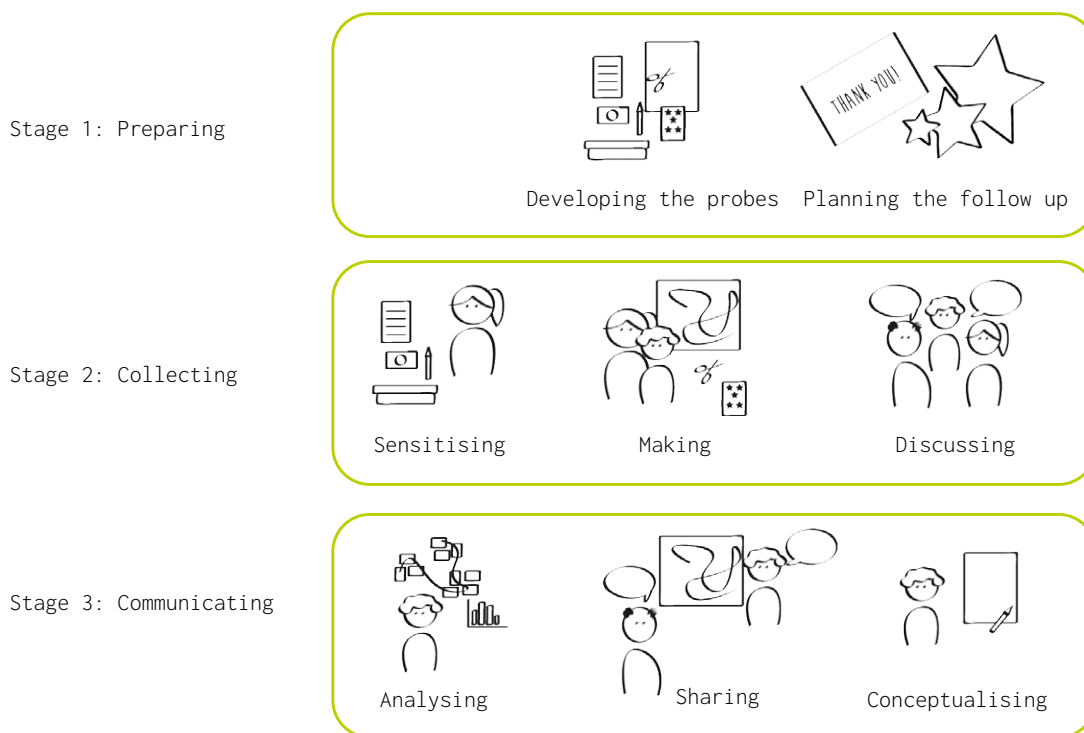 Stage 1: Preparing
THANK YOU!
Developing the probes
Planning the follow up
Stage 2: Collecting
Sensitising
Making
Discussing
Stage 3: Communicating
Analysing
Sharing
Conceptualising